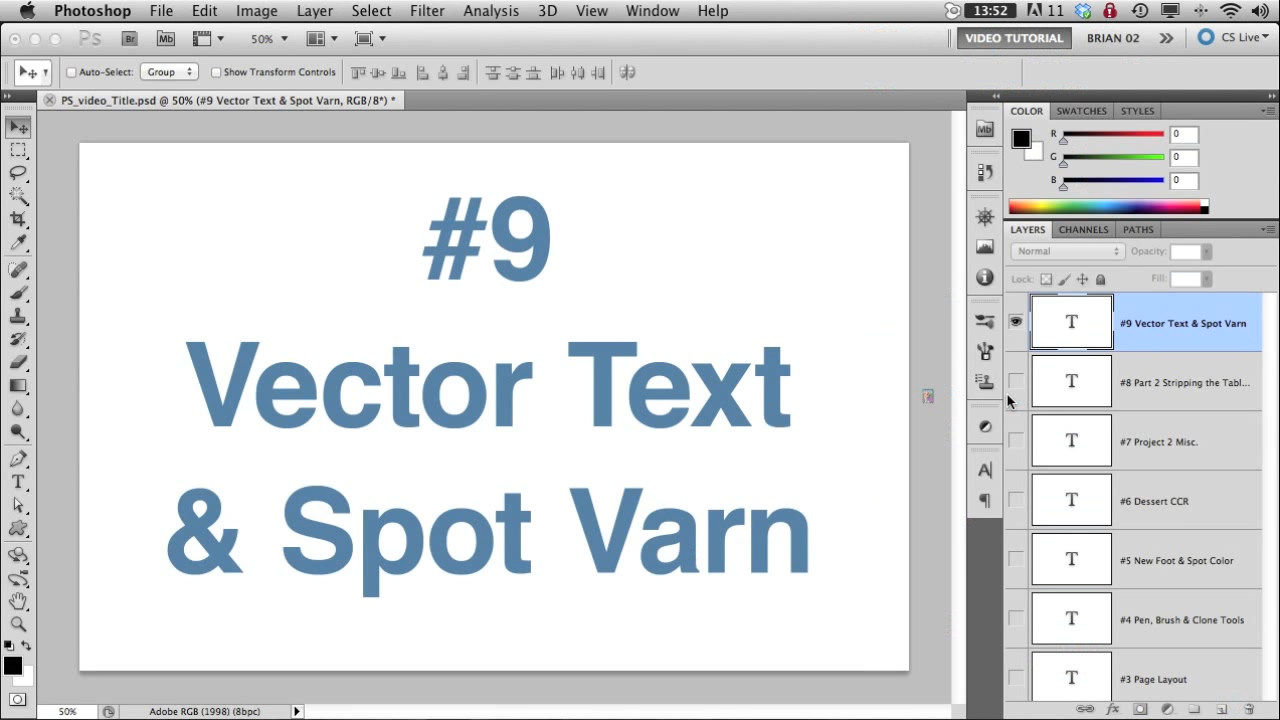 Photoshop File Edit Image Layer Select Filter Analysis 3D View Window Help 13:52 11
Ps Br Mb 50% VIDEO TUTORIAL BRIAN 02 CS Live
Auto-Select: Group Show Transform Controls
PS_video_Title.psd @ 50% (#9 Vector Text & Spot Varn, RGB/8*) *
#9
Vector Text
& Spot Varn
Mb
COLOR SWATCHES STYLES
R 0
G 0
B 0
LAYERS CHANNELS PATHS
Normal Opacity:
Lock: Fill:
T #9 Vector Text & Spot Varn
T #8 Part 2 Stripping the Tabl...
T #7 Project 2 Misc.
T #6 Dessert CCR
T #5 New Foot & Spot Color
T #4 Pen, Brush & Clone Tools
T #3 Page Layout
50% Adobe RGB (1998) (8bpc)